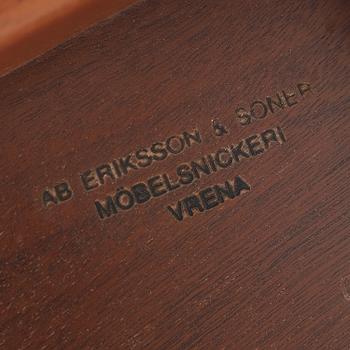 AB ERIKSSON & SÖNER
MÖBELSNICKERI
VRENA